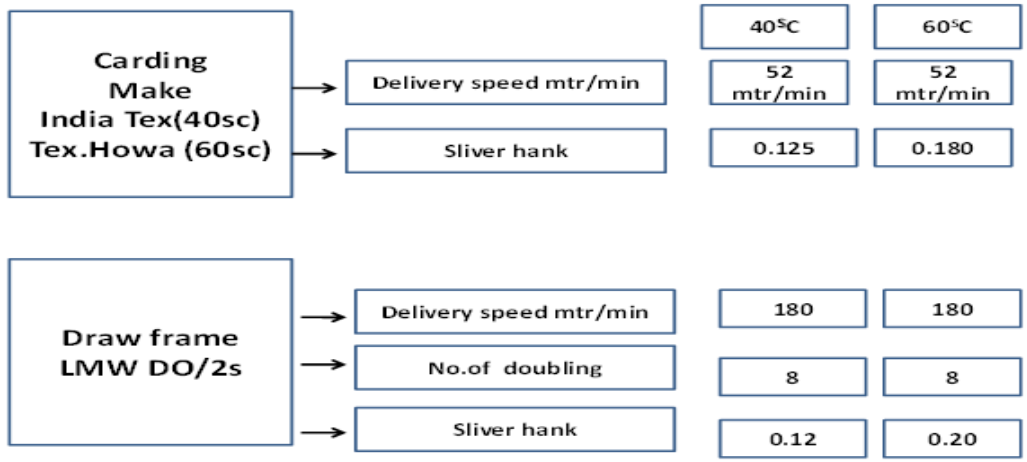 40ˢC 60ˢC
Carding
Make
India Tex(40sc)
Tex.Howa (60sc)
Delivery speed mtr/min
52
mtr/min
52
mtr/min
Sliver hank
0.125
0.180
Draw frame
LMW DO/2s
Delivery speed mtr/min
180
180
No.of doubling
8
8
Sliver hank
0.12
0.20